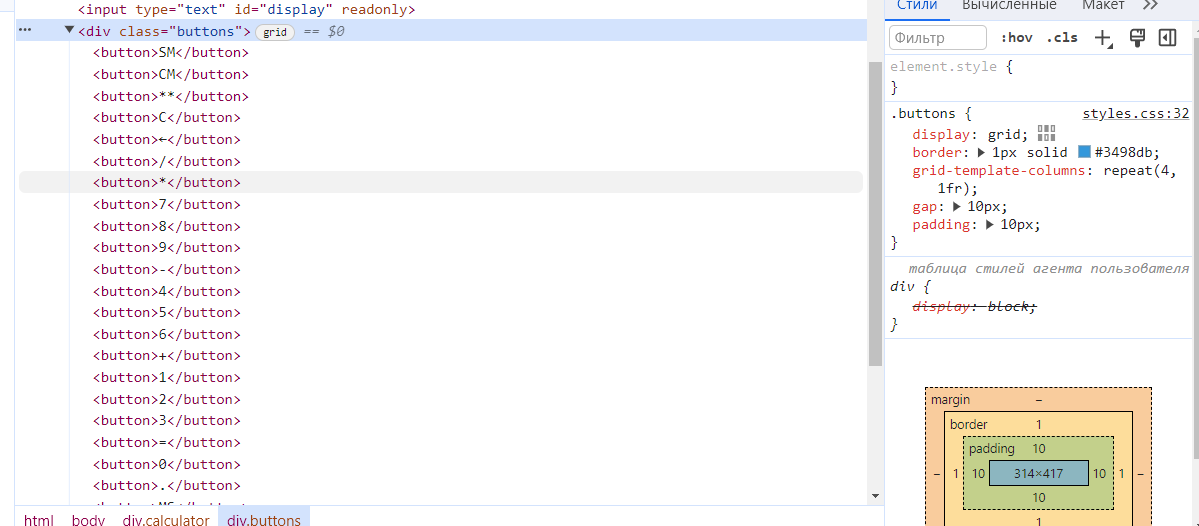 <input type="text" id="display" readonly>
<div class="buttons"> grid == $0
<button>SM</button>
<button>CM</button>
<button>**</button>
<button>C</button>
<button>←</button>
<button>/</button>
<button>*</button>
<button>7</button>
<button>8</button>
<button>9</button>
<button>-</button>
<button>4</button>
<button>5</button>
<button>6</button>
<button>+</button>
<button>1</button>
<button>2</button>
<button>3</button>
<button>=</button>
<button>0</button>
<button>.</button>
html body div.calculator div.buttons
Стили Вычисленные Макет
Фильтр :hov .cls
element.style {
}
.buttons { styles.css:32
display: grid;
border: 1px solid #3498db;
grid-template-columns: repeat(4,
1fr);
gap: 10px;
padding: 10px;
}
таблица стилей агента пользователя
div {
display: block;
}
margin –
border 1
padding 10
– 1 10 314×417 10 1 –
10
1